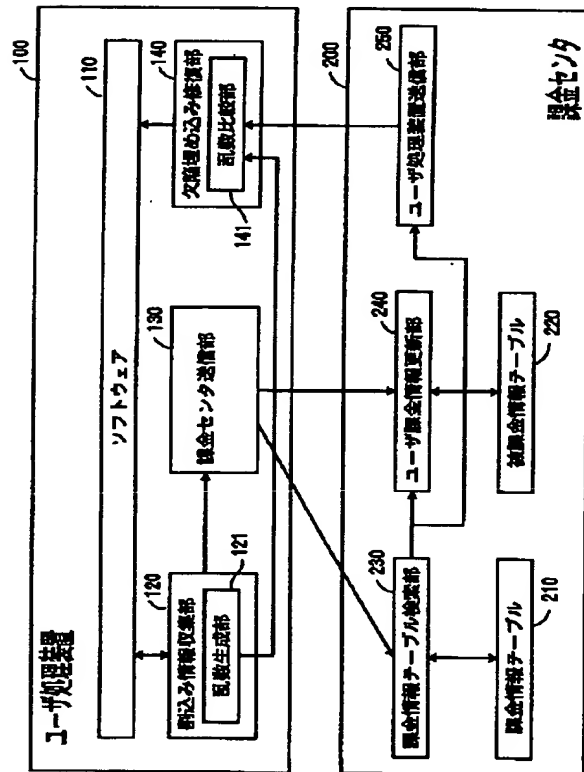 ユーザ処理装置
100
ソフトウェア
110
120
割込み情報収集部
乱数生成部
121
130
課金センタ送信部
140
欠陥埋め込み修復部
乱数比較部
141
200
課金センタ
230
課金情報テーブル検索部
240
ユーザ課金情報更新部
250
ユーザ処理装置送信部
課金情報テーブル
210
被課金情報テーブル
220